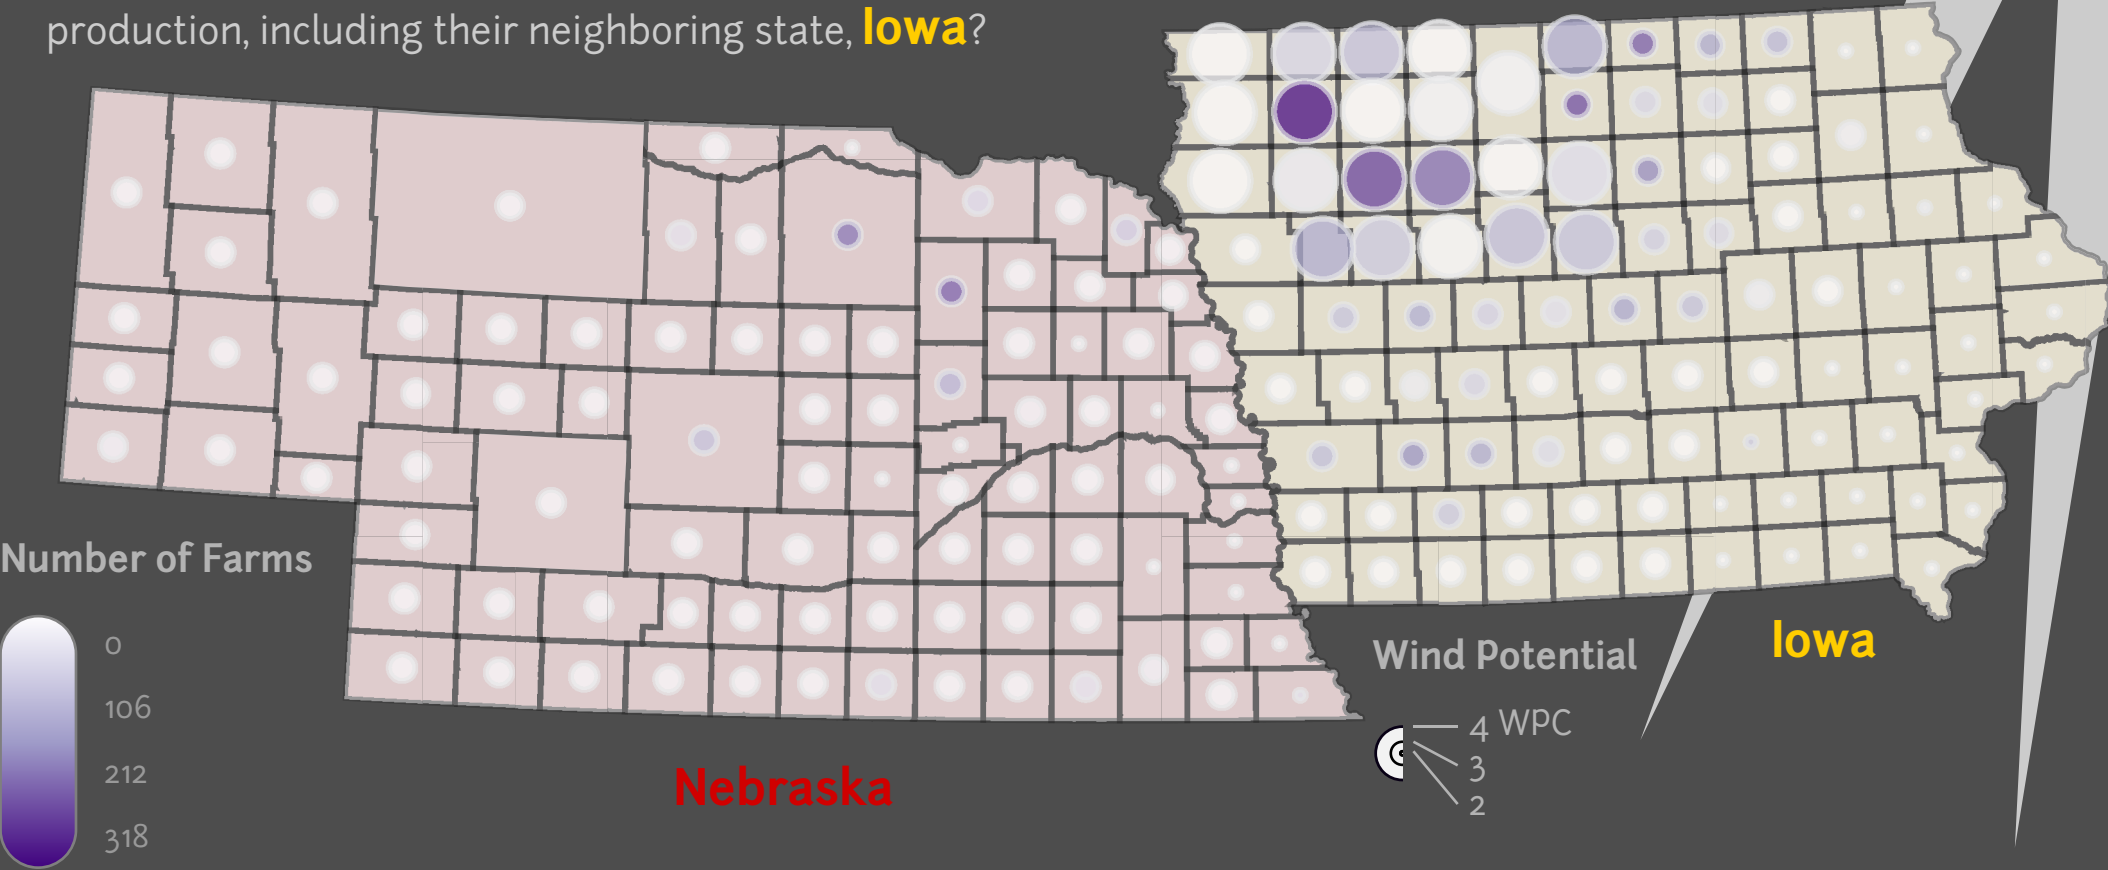 production, including their neighboring state, Iowa?
Number of Farms
0
106
212
318
Nebraska
Wind Potential
4 WPC
3
2
Iowa